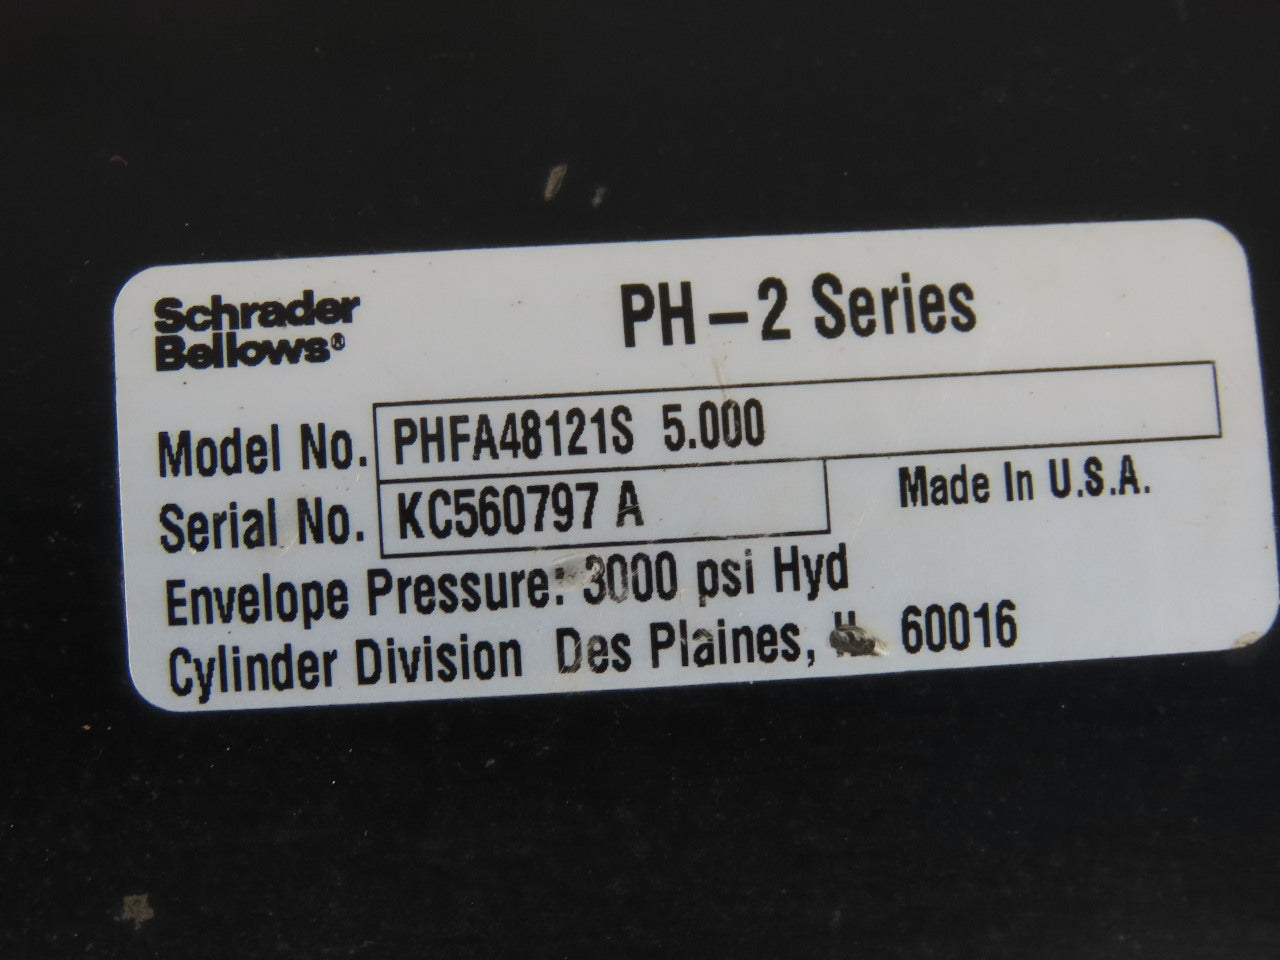 Schrader
Bellows®
PH-2 Series
Model No. PHFA48121S 5.000
Serial No. KC560797 A
Made In U.S.A.
Envelope Pressure: 3000 psi Hyd
Cylinder Division Des Plaines, 60016